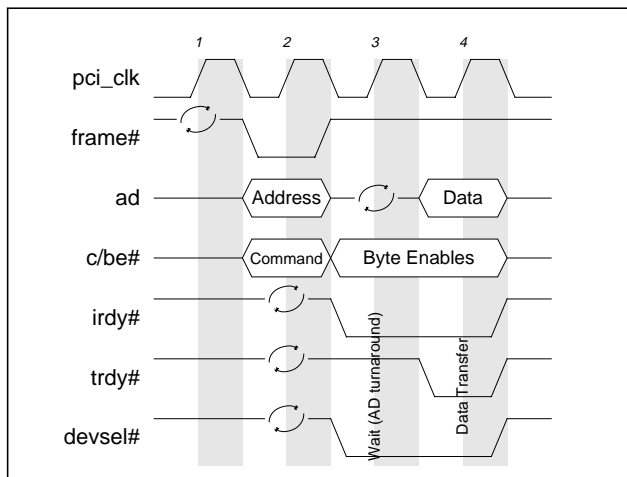 1 2 3 4
pci_clk
frame#
ad Address Data
c/be# Command Byte Enables
irdy#
trdy#
devsel#
Wait (AD turnaround)
Data Transfer